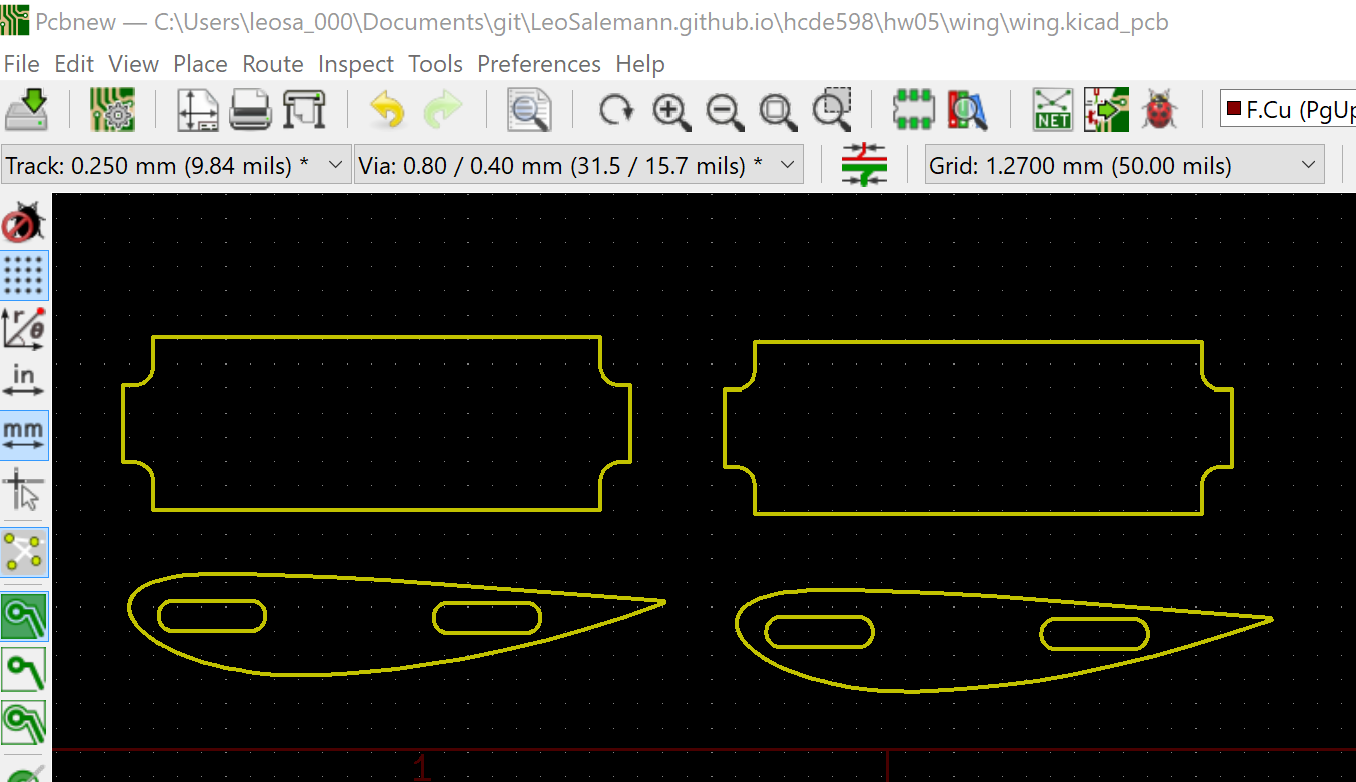 Pcbnew — C:\Users\leosa_000\Documents\git\LeoSalemann.github.io\hcde598\hw05\wing\wing.kicad_pcb
File Edit View Place Route Inspect Tools Preferences Help
NET
F.Cu (PgUp
Track: 0.250 mm (9.84 mils) *
Via: 0.80 / 0.40 mm (31.5 / 15.7 mils) *
Grid: 1.2700 mm (50.00 mils)
r
θ
in
mm
1